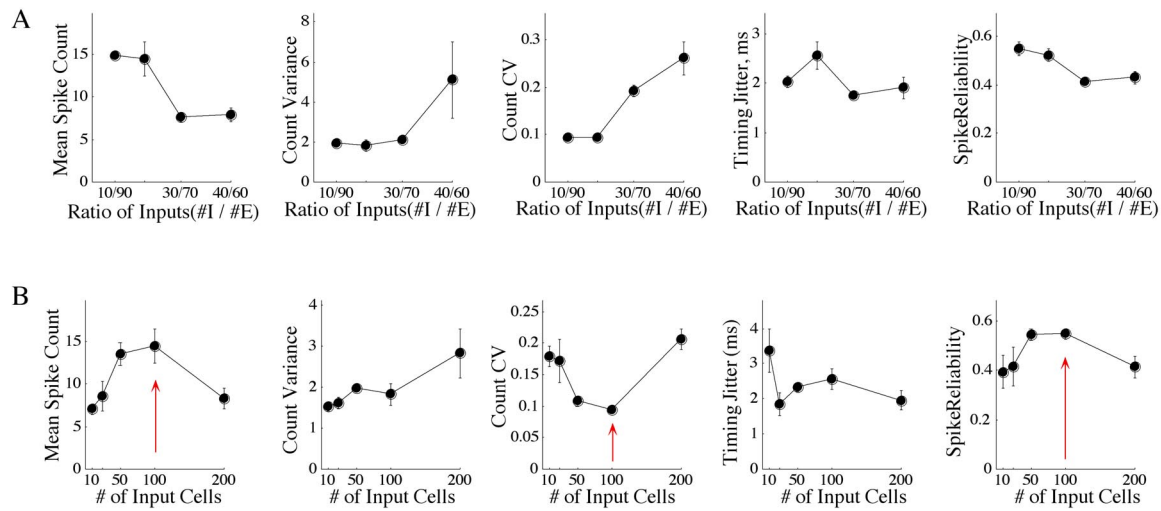 A
Mean Spike Count
15
10
5
0
10/90 30/70 40/60
Ratio of Inputs(#I / #E)
Count Variance
8
6
4
2
0
10/90 30/70 40/60
Ratio of Inputs(#I / #E)
Count CV
0.3
0.2
0.1
0
10/90 30/70 40/60
Ratio of Inputs(#I / #E)
Timing Jitter, ms
3
2
1
0
10/90 30/70 40/60
Ratio of Inputs(#I / #E)
SpikeReliability
0.6
0.4
0.2
0
10/90 30/70 40/60
Ratio of Inputs(#I / #E)
B
Mean Spike Count
15
10
5
0
10 50 100 200
# of Input Cells
Count Variance
4
3
2
1
0
10 50 100 200
# of Input Cells
Count CV
0.25
0.2
0.15
0.1
0.05
0
10 50 100 200
# of Input Cells
Timing Jitter (ms)
4
3
2
1
0
10 50 100 200
# of Input Cells
SpikeReliability
0.6
0.4
0.2
0
10 50 100 200
# of Input Cells